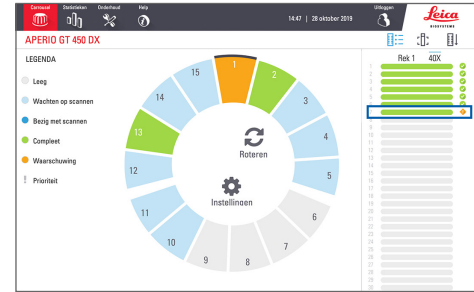 Carrousel Statistieken Onderhoud Help
14:47 | 28 oktober 2019
Uitloggen
Leica
BIOSYSTEMS
APERIO GT 450 DX
LEGENDA
Leeg
Wachten op scannen
Bezig met scannen
Compleet
Waarschuwing
! Prioriteit
1
2
3
4
5
6
7
8
9
10
11
12
13
14
15
Roteren
Instellingen
Rek 1 40X